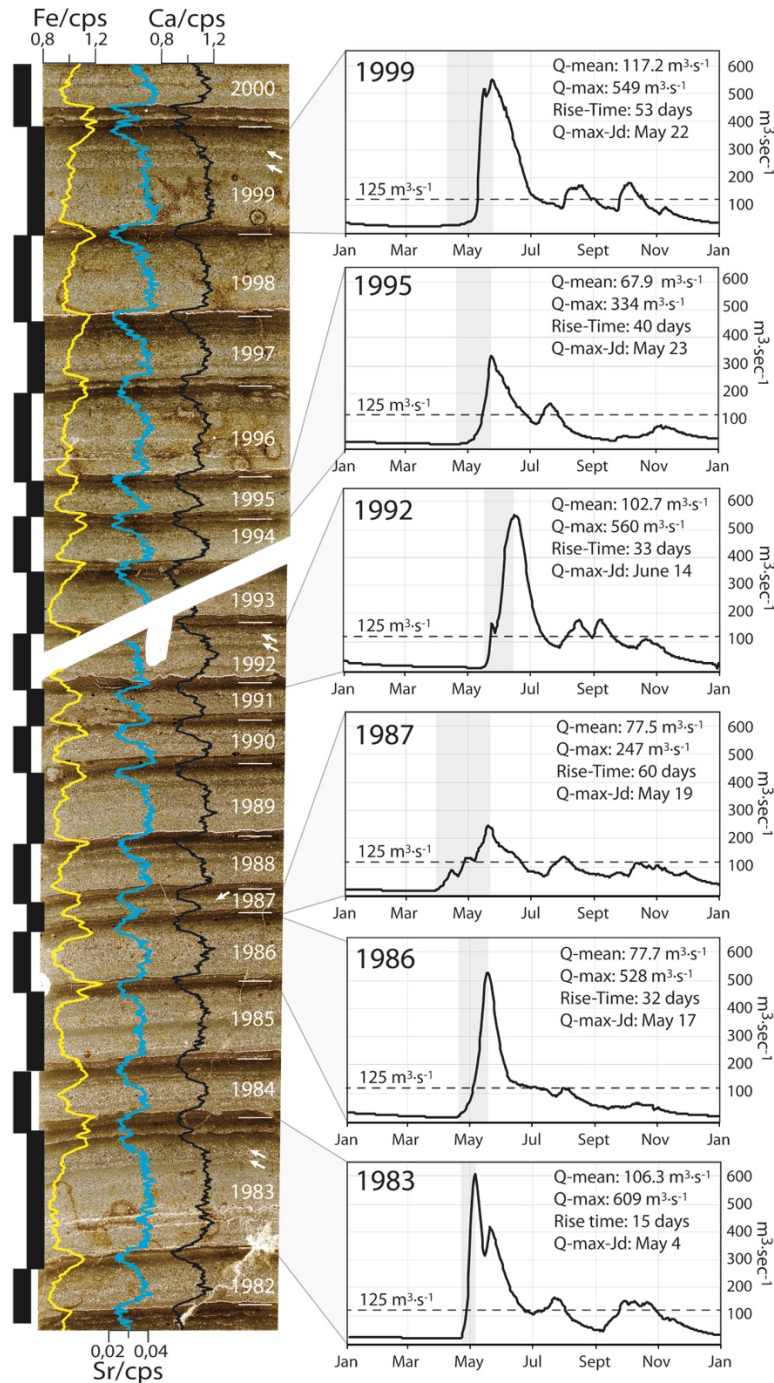 Fe/cps Ca/cps
0,8 1,2 0,8 1,2
2000
1999
1998
1997
1996
1995
1994
1993
1992
1991
1990
1989
1988
1987
1986
1985
1984
1983
1982
0,02 0,04
Sr/cps
1999
Q-mean: 117.2 m³·s⁻¹
Q-max: 549 m³·s⁻¹
Rise-Time: 53 days
Q-max-Jd: May 22
125 m³·s⁻¹
600
500
400
300
200
100
m³·sec⁻¹
Jan Mar May Jul Sept Nov Jan
1995
Q-mean: 67.9 m³·s⁻¹
Q-max: 334 m³·s⁻¹
Rise-Time: 40 days
Q-max-Jd: May 23
125 m³·s⁻¹
600
500
400
300
200
100
m³·sec⁻¹
Jan Mar May Jul Sept Nov Jan
1992
Q-mean: 102.7 m³·s⁻¹
Q-max: 560 m³·s⁻¹
Rise-Time: 33 days
Q-max-Jd: June 14
125 m³·s⁻¹
600
500
400
300
200
100
m³·sec⁻¹
Jan Mar May Jul Sept Nov Jan
1987
Q-mean: 77.5 m³·s⁻¹
Q-max: 247 m³·s⁻¹
Rise-Time: 60 days
Q-max-Jd: May 19
125 m³·s⁻¹
600
500
400
300
200
100
m³·sec⁻¹
Jan Mar May Jul Sept Nov Jan
1986
Q-mean: 77.7 m³·s⁻¹
Q-max: 528 m³·s⁻¹
Rise-Time: 32 days
Q-max-Jd: May 17
125 m³·s⁻¹
600
500
400
300
200
100
m³·sec⁻¹
Jan Mar May Jul Sept Nov Jan
1983
Q-mean: 106.3 m³·s⁻¹
Q-max: 609 m³·s⁻¹
Rise time: 15 days
Q-max-Jd: May 4
125 m³·s⁻¹
600
500
400
300
200
100
m³·sec⁻¹
Jan Mar May Jul Sept Nov Jan